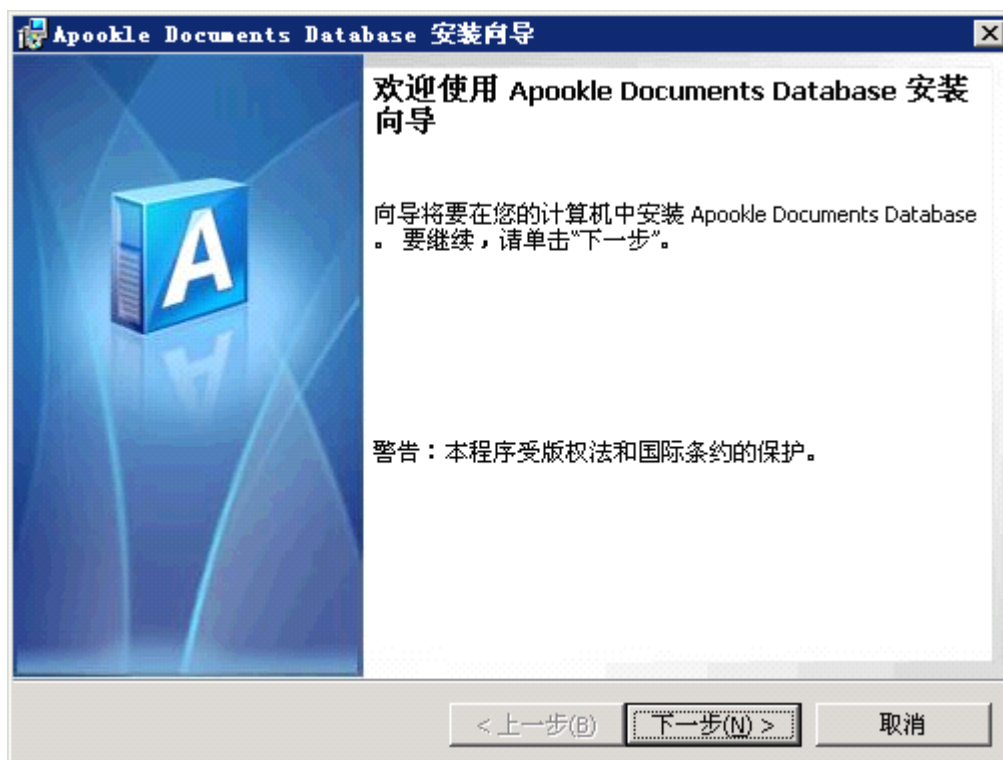 Apookle Documents Database 安装向导
欢迎使用 Apookle Documents Database 安装
向导
A
向导将要在您的计算机中安装 Apookle Documents Database
。 要继续，请单击“下一步”。
警告：本程序受版权法和国际条约的保护。
< 上一步(B) 下一步(N) > 取消